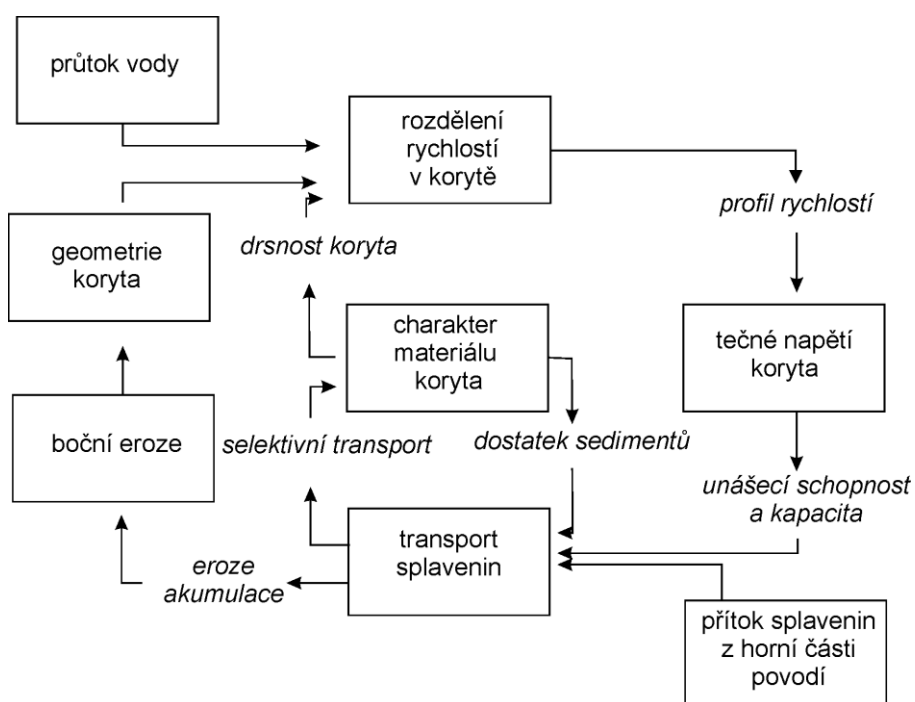 průtok vody
rozdělení
rychlostí
v korytě
profil rychlostí
geometrie
koryta
drsnost koryta
charakter
materiálu
koryta
tečné napětí
koryta
boční eroze
selektivní transport
dostatek sedimentů
unášecí schopnost
a kapacita
eroze
akumulace
transport
splavenin
přítok splavenin
z horní části
povodí